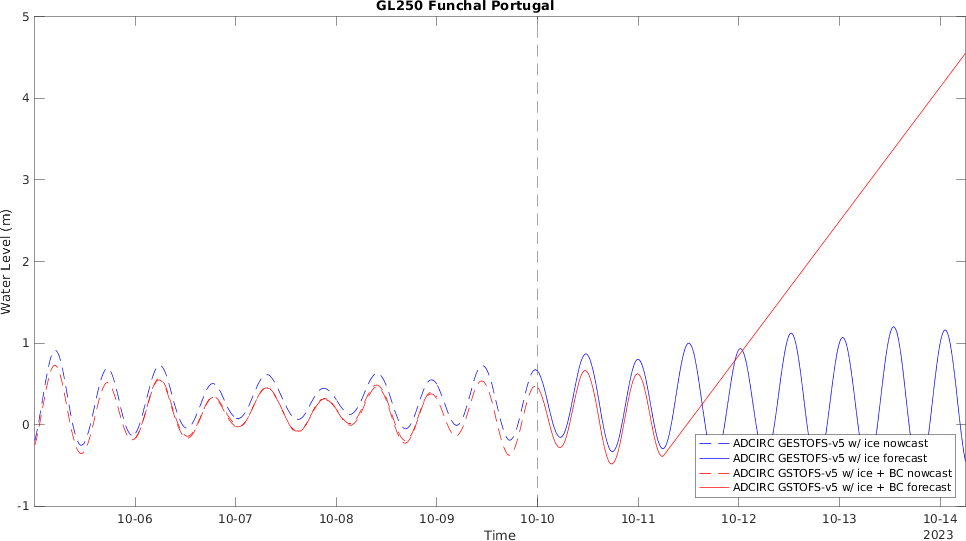 GL250 Funchal Portugal
5
4
3
2
1
0
-1
Water Level (m)
ADCIRC GESTOFS-v5 w/ ice nowcast
ADCIRC GESTOFS-v5 w/ ice forecast
ADCIRC GSTOFS-v5 w/ ice + BC nowcast
ADCIRC GSTOFS-v5 w/ ice + BC forecast
10-06 10-07 10-08 10-09 10-10 10-11 10-12 10-13 10-14
Time 2023